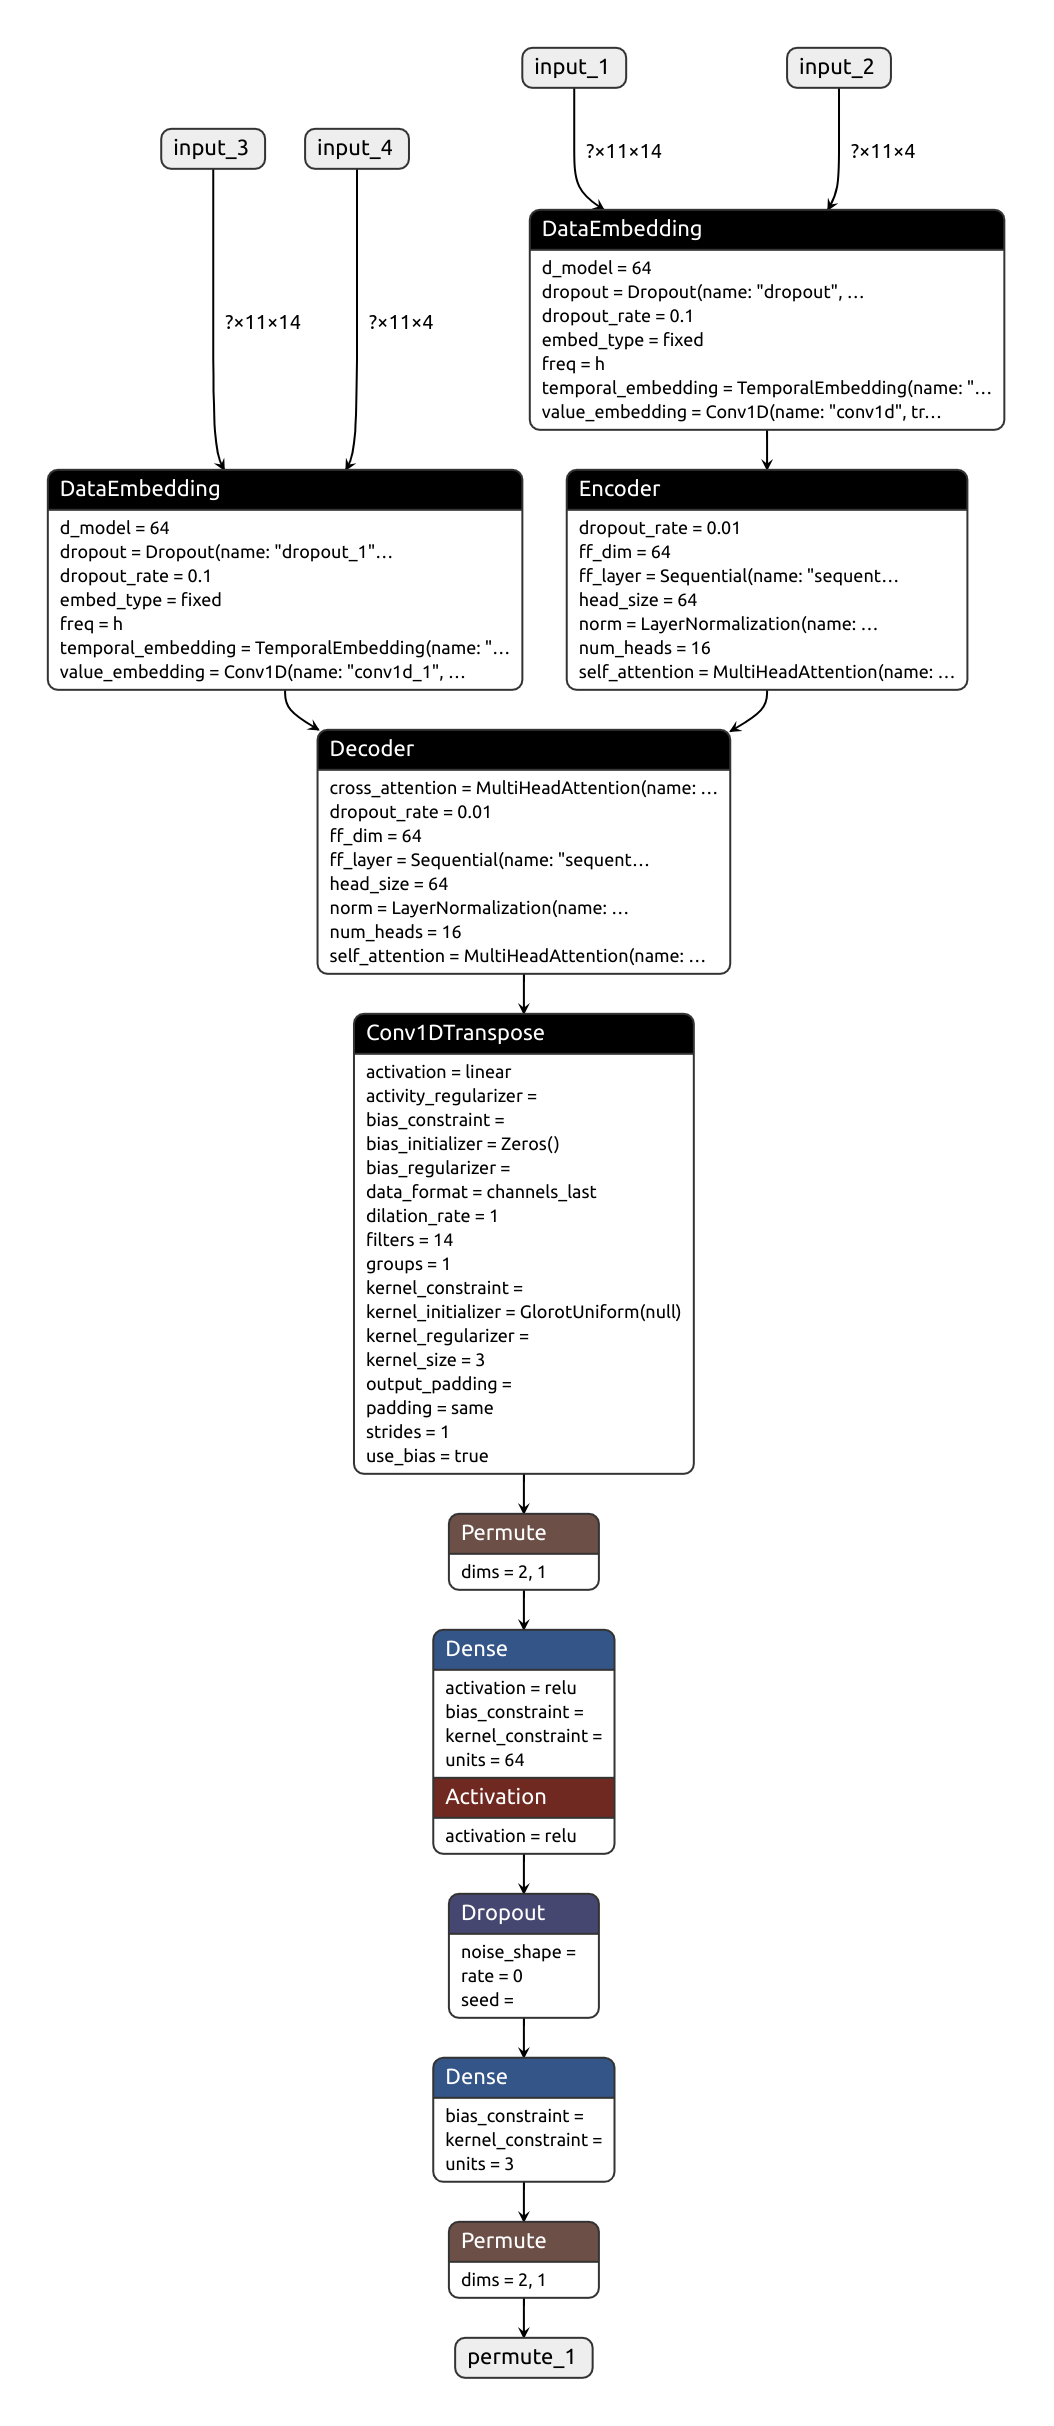 input_1
input_2
input_3
input_4
?×11×14
?×11×4
DataEmbedding
d_model = 64
dropout = Dropout(name: "dropout", …
dropout_rate = 0.1
embed_type = fixed
freq = h
temporal_embedding = TemporalEmbedding(name: "…
value_embedding = Conv1D(name: "conv1d", tr…
?×11×14
?×11×4
DataEmbedding
d_model = 64
dropout = Dropout(name: "dropout_1"…
dropout_rate = 0.1
embed_type = fixed
freq = h
temporal_embedding = TemporalEmbedding(name: "…
value_embedding = Conv1D(name: "conv1d_1", …
Encoder
dropout_rate = 0.01
ff_dim = 64
ff_layer = Sequential(name: "sequent…
head_size = 64
norm = LayerNormalization(name: …
num_heads = 16
self_attention = MultiHeadAttention(name: …
Decoder
cross_attention = MultiHeadAttention(name: …
dropout_rate = 0.01
ff_dim = 64
ff_layer = Sequential(name: "sequent…
head_size = 64
norm = LayerNormalization(name: …
num_heads = 16
self_attention = MultiHeadAttention(name: …
Conv1DTranspose
activation = linear
activity_regularizer =
bias_constraint =
bias_initializer = Zeros()
bias_regularizer =
data_format = channels_last
dilation_rate = 1
filters = 14
groups = 1
kernel_constraint =
kernel_initializer = GlorotUniform(null)
kernel_regularizer =
kernel_size = 3
output_padding =
padding = same
strides = 1
use_bias = true
Permute
dims = 2, 1
Dense
activation = relu
bias_constraint =
kernel_constraint =
units = 64
Activation
activation = relu
Dropout
noise_shape =
rate = 0
seed =
Dense
bias_constraint =
kernel_constraint =
units = 3
Permute
dims = 2, 1
permute_1